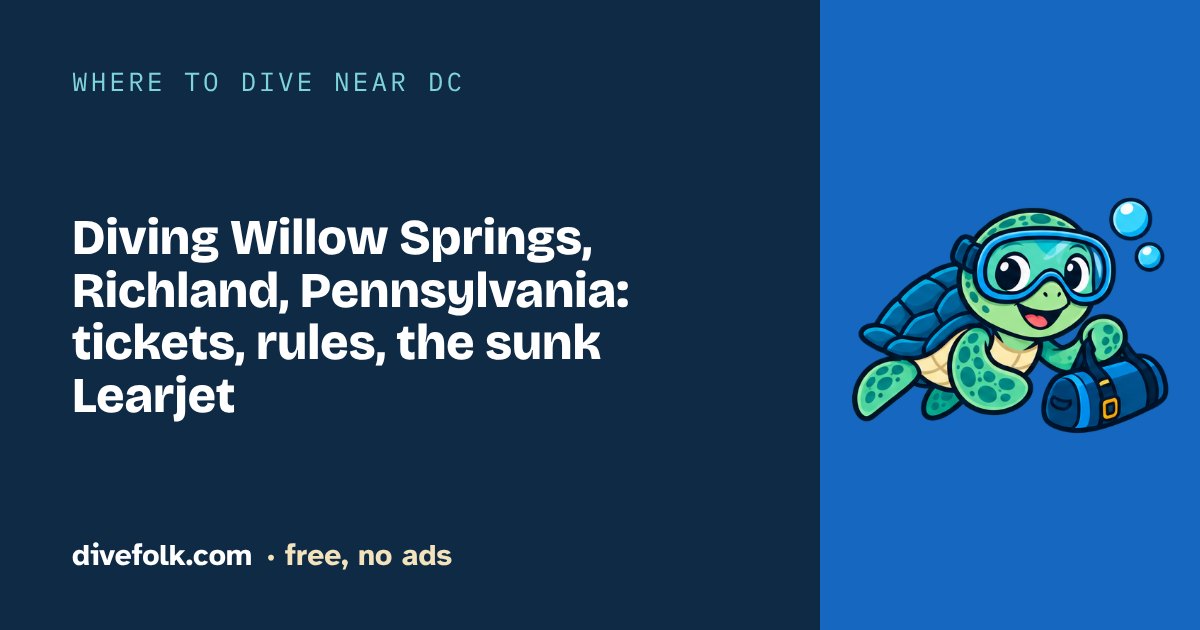 WHERE TO DIVE NEAR DC
Diving Willow Springs,
Richland, Pennsylvania:
tickets, rules, the sunk
Learjet
divefolk.com · free, no ads